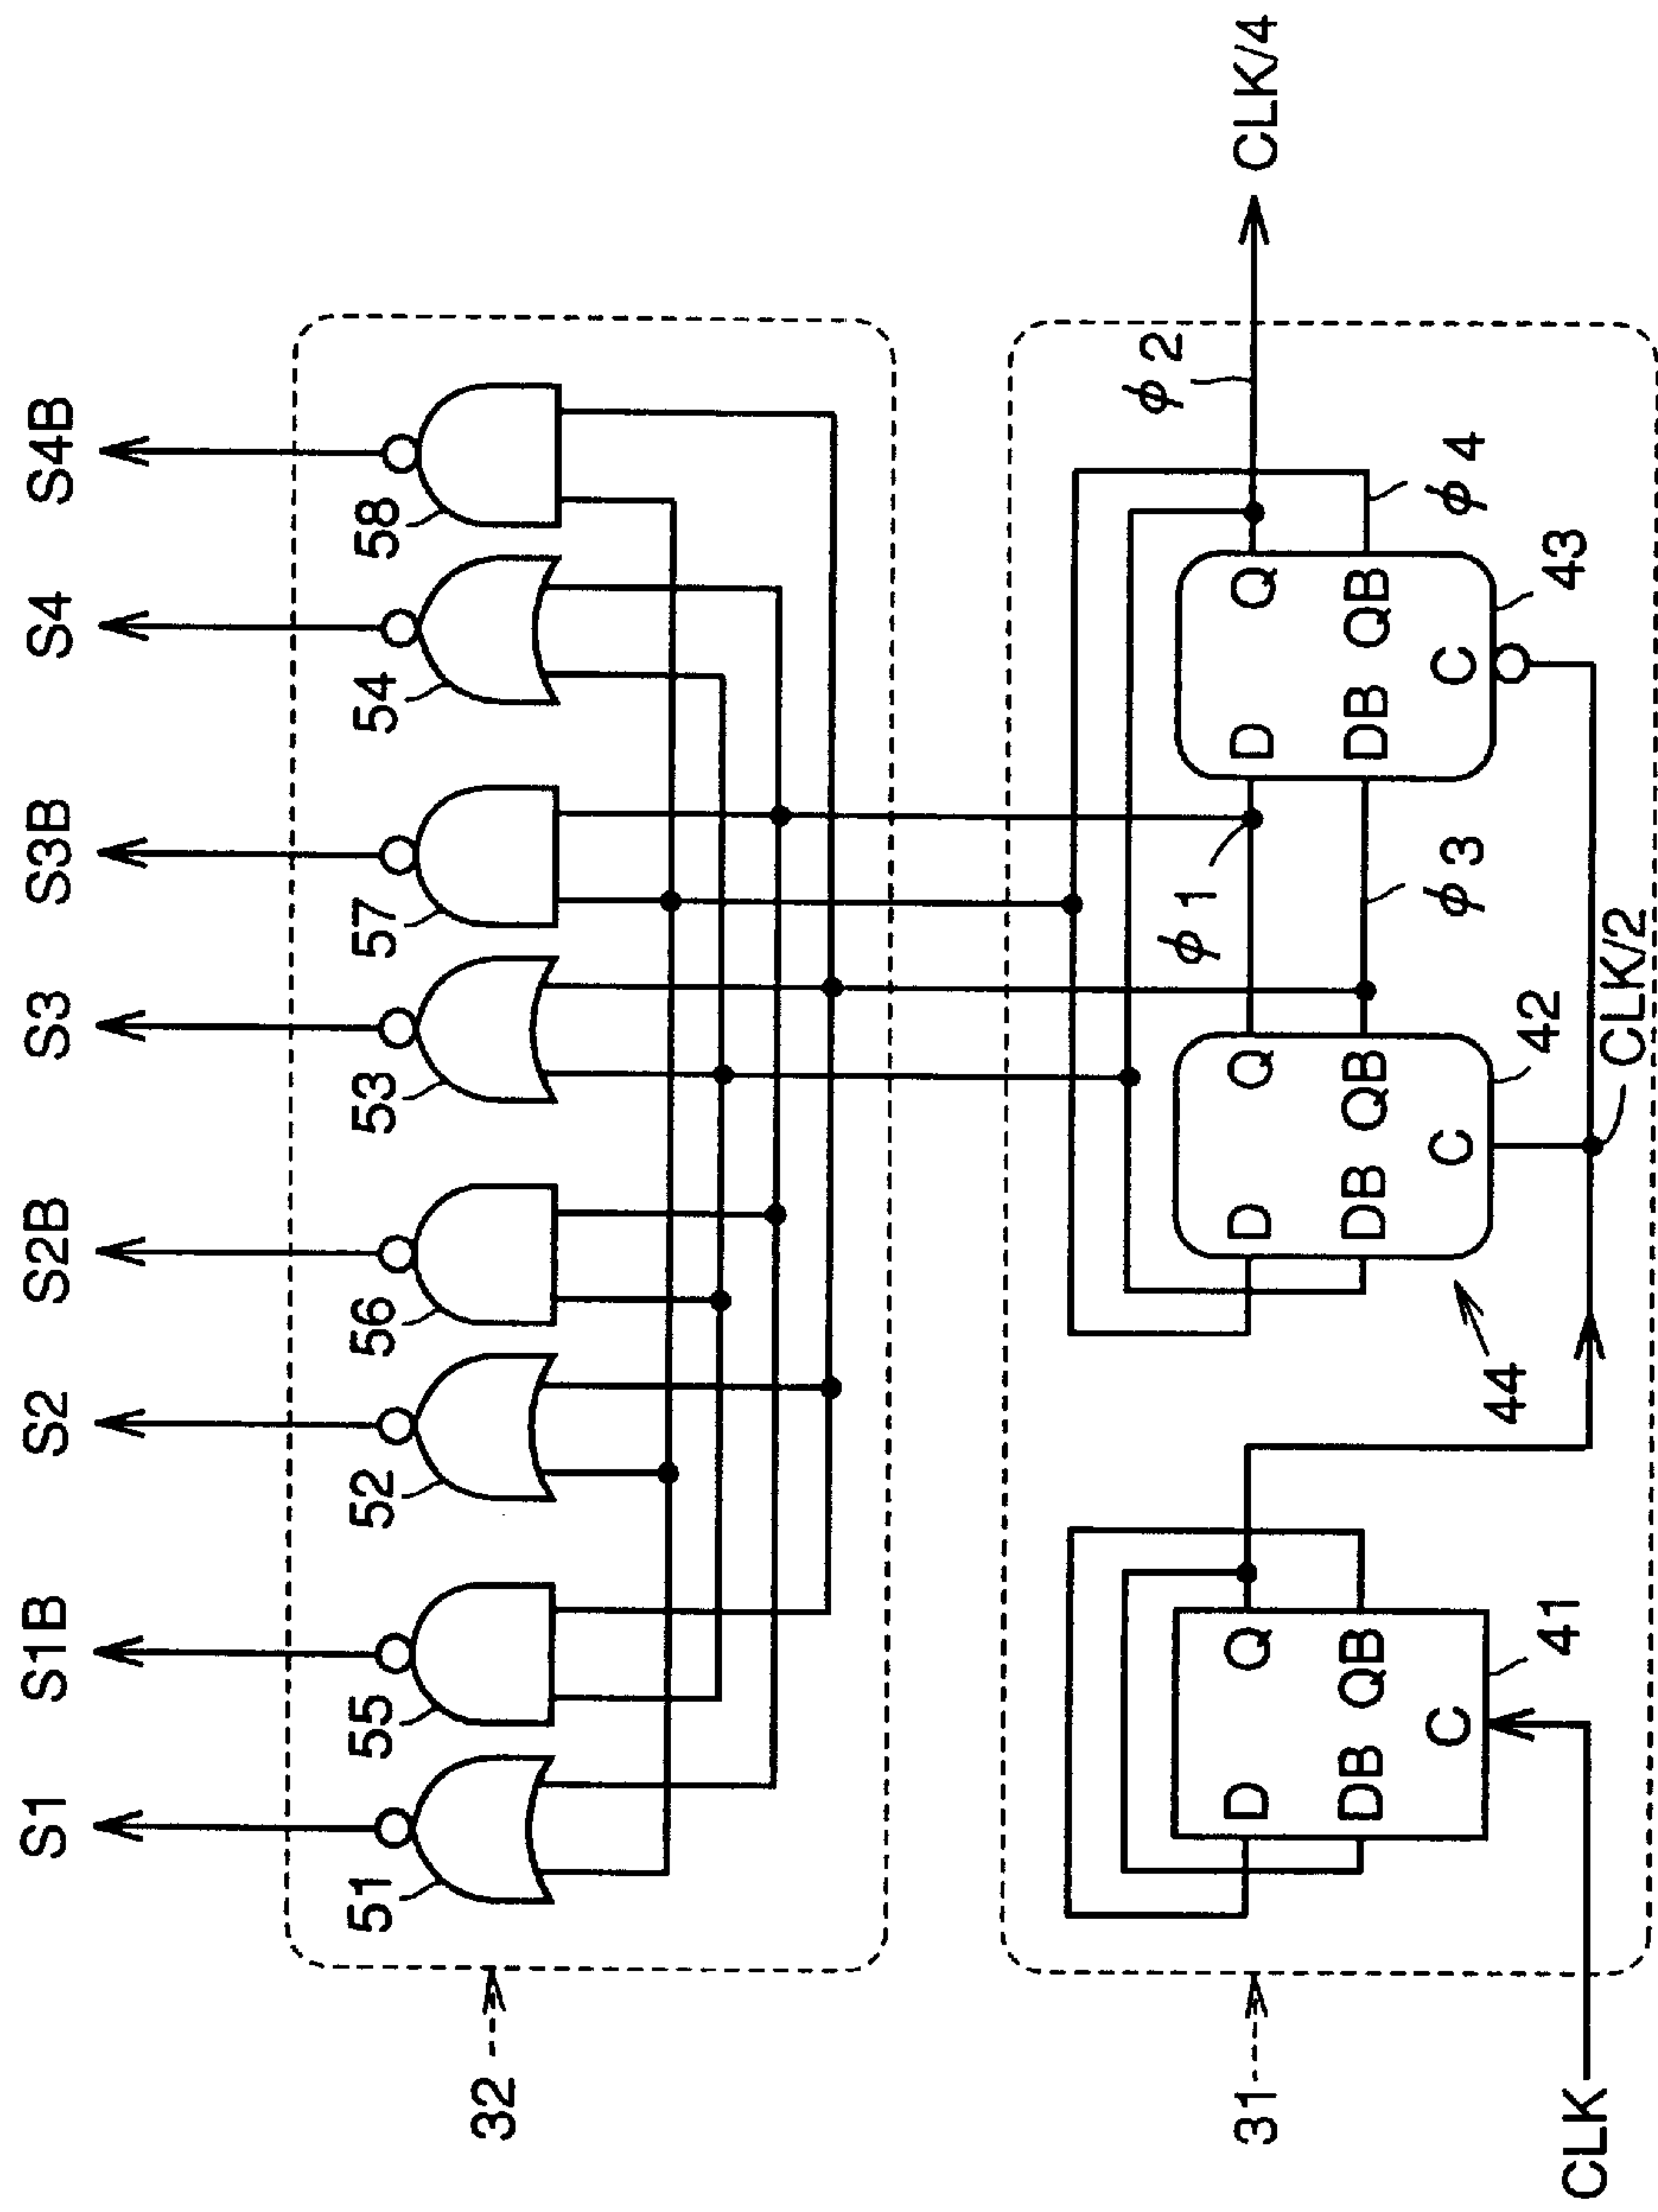 S1 S1B S2 S2B S3 S3B S4 S4B
51 55 52 56 53 57 54 58
32
31
φ1 φ2
D Q D Q D Q CLK/4
DB QB DB QB DB QB
C C C
φ3 φ4
41 44 42 43
CLK CLK/2